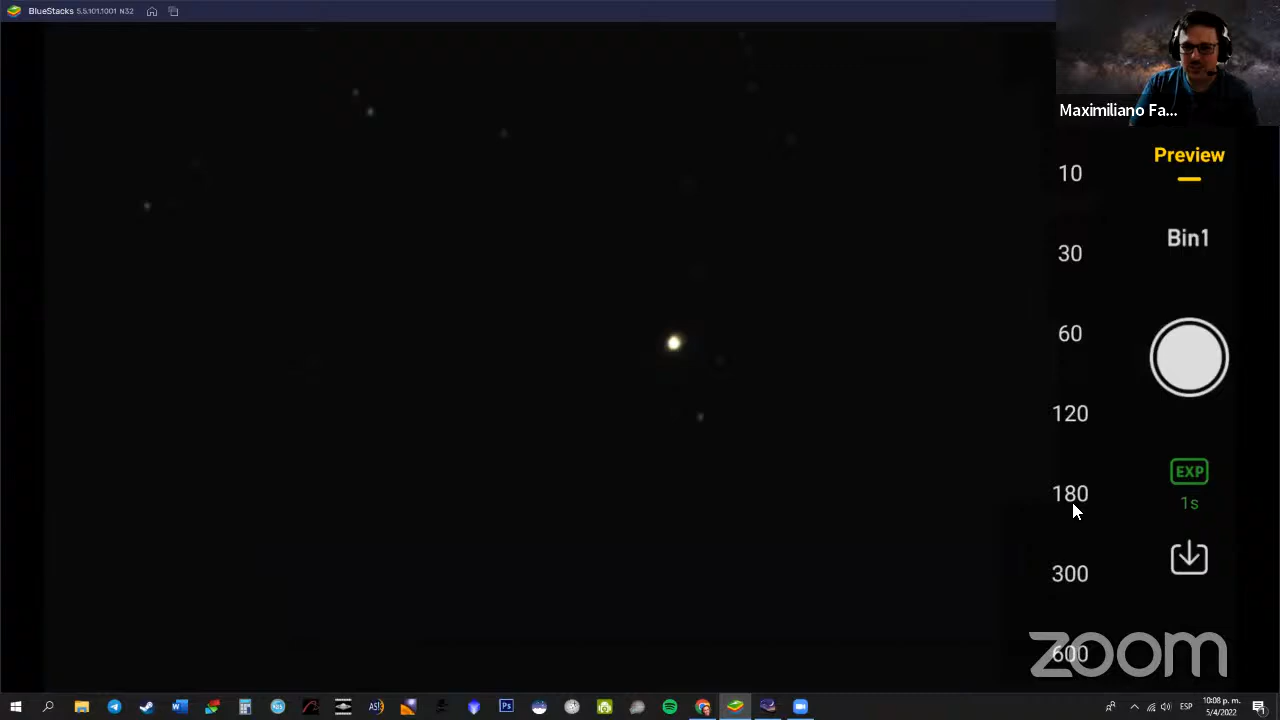 BlueStacks 5.5.101.1001 N32
Maximiliano Fa...
Preview
10
Bin1
30
60
120
EXP
180
1s
300
600
zoom
10:08 p. m.
ESP
5/4/2022